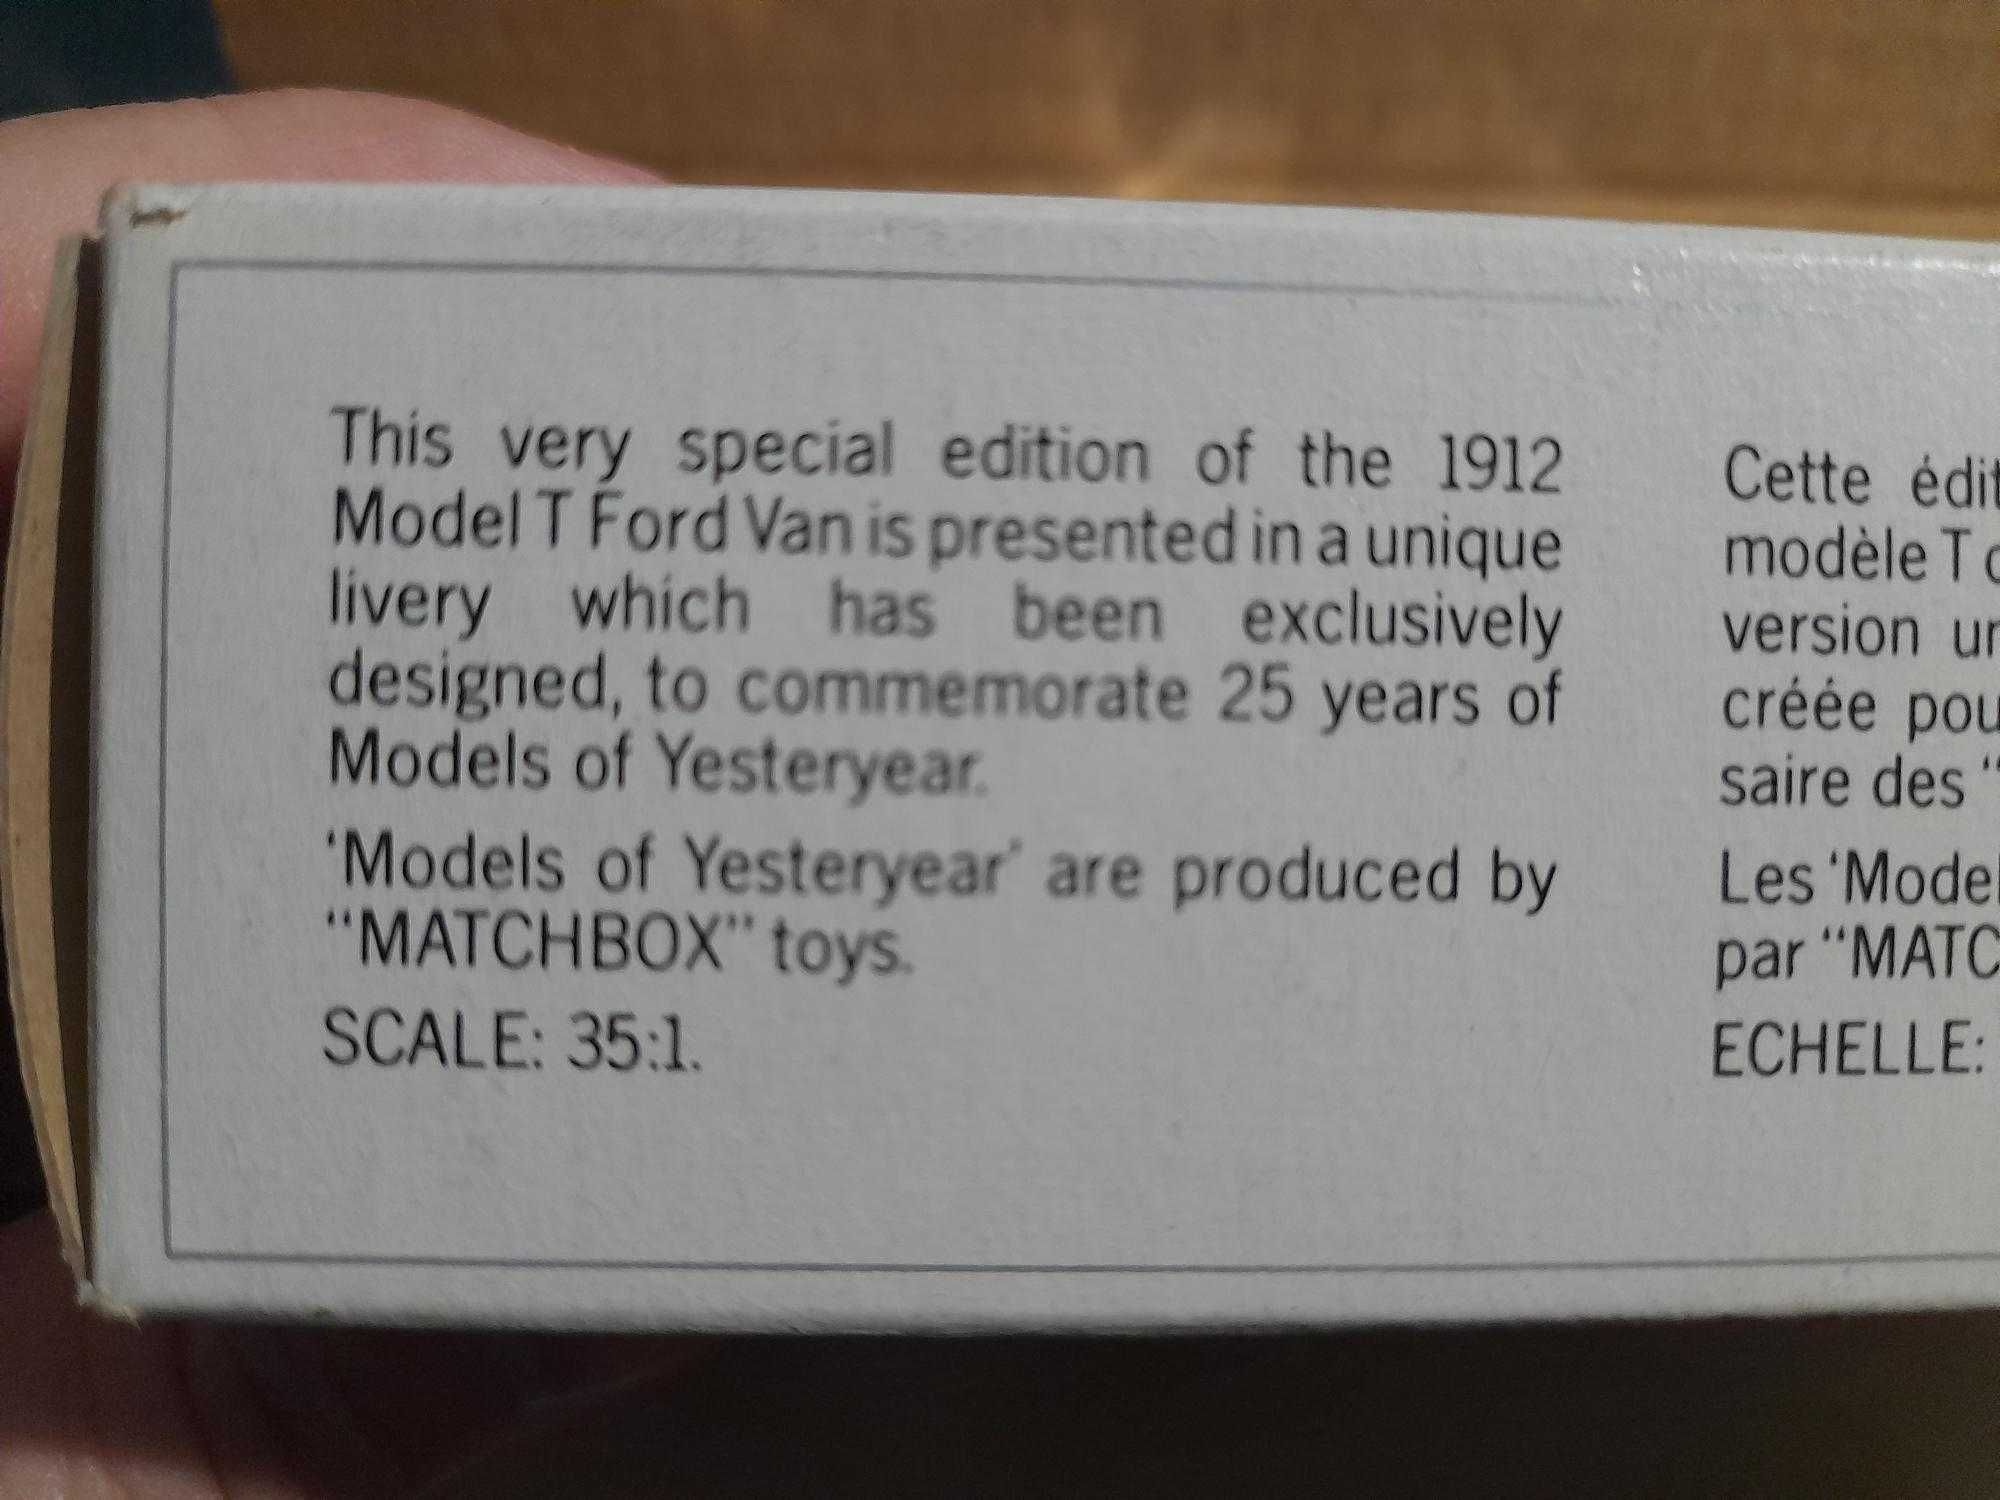 This very special edition of the 1912
Model T Ford Van is presented in a unique
livery which has been exclusively
designed, to commemorate 25 years of
Models of Yesteryear.
‘Models of Yesteryear’ are produced by
“MATCHBOX” toys.
SCALE: 35:1.
Cette
modèle T
version
créée
saire des “
Les ‘Model
par “MATC
ECHELLE: